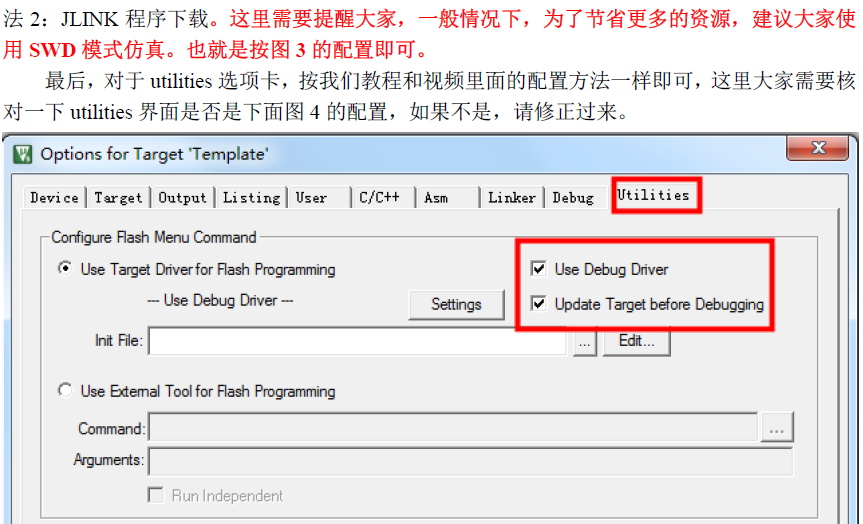 法 2：JLINK 程序下载。这里需要提醒大家，一般情况下，为了节省更多的资源，建议大家使
用 SWD 模式仿真。也就是按图 3 的配置即可。
最后，对于 utilities 选项卡，按我们教程和视频里面的配置方法一样即可，这里大家需要核
对一下 utilities 界面是否是下面图 4 的配置，如果不是，请修正过来。
Options for Target 'Template'
Device Target Output Listing User C/C++ Asm Linker Debug Utilities
Configure Flash Menu Command
Use Target Driver for Flash Programming Use Debug Driver
--- Use Debug Driver --- Settings Update Target before Debugging
Init File: ... Edit...
Use External Tool for Flash Programming
Command: ...
Arguments:
Run Independent